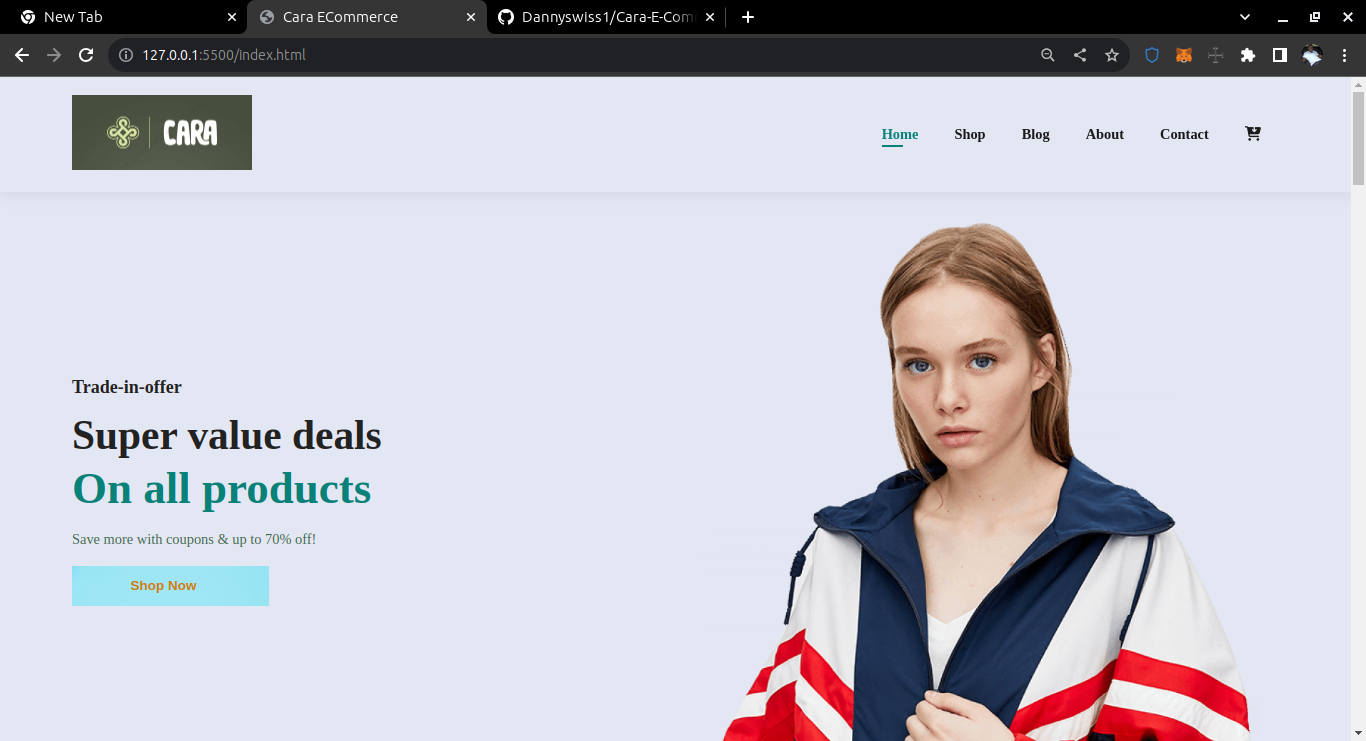 New Tab
Cara ECommerce
Dannyswiss1/Cara-E-Com
127.0.0.1:5500/index.html
CARA
Home
Shop
Blog
About
Contact
Trade-in-offer
Super value deals
On all products
Save more with coupons & up to 70% off!
Shop Now